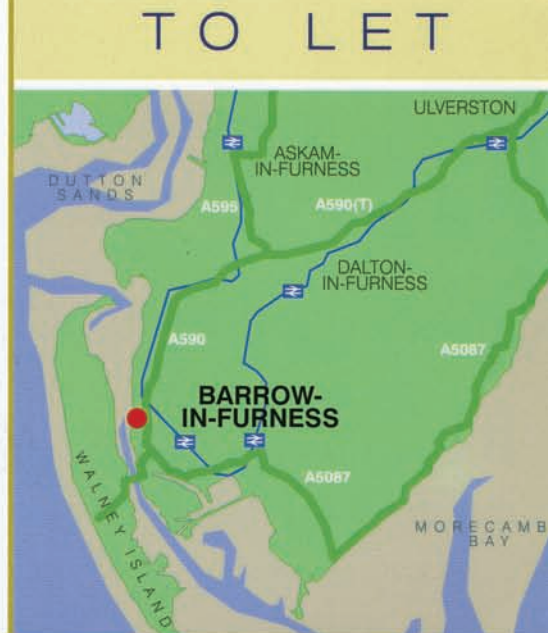 TO LET
ULVERSTON
ASKAM-
IN-FURNESS
DUTTON
SANDS
A595
A590(T)
DALTON-
IN-FURNESS
A590
A5087
BARROW-
IN-FURNESS
A5087
WALNEY ISLAND
MORECAMB
BAY